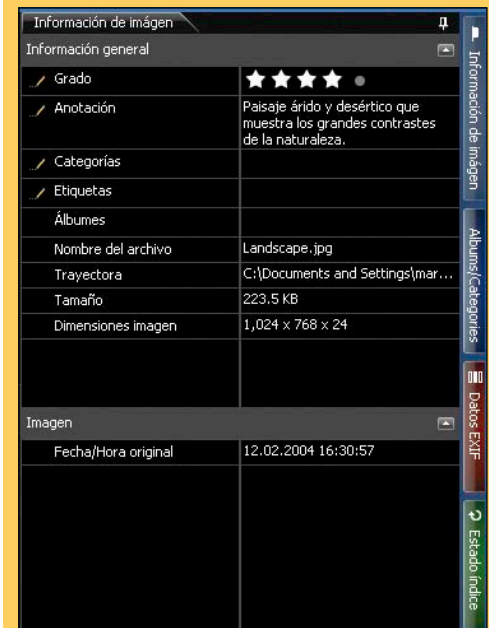 Información de imágen
Información general
Grado
Anotación
Paisaje árido y desértico que
muestra los grandes contrastes
de la naturaleza.
Categorías
Etiquetas
Álbumes
Nombre del archivo Landscape.jpg
Trayectora C:\Documents and Settings\mar...
Tamaño 223.5 KB
Dimensiones imagen 1,024 x 768 x 24
Imagen
Fecha/Hora original 12.02.2004 16:30:57
Información de imágen
Albums/Categories
Datos EXIF
Estado índice